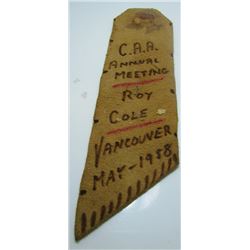 C.A.A.
ANNUAL
MEETING
ROY
COLE
VANCOUVER
MAY-1958